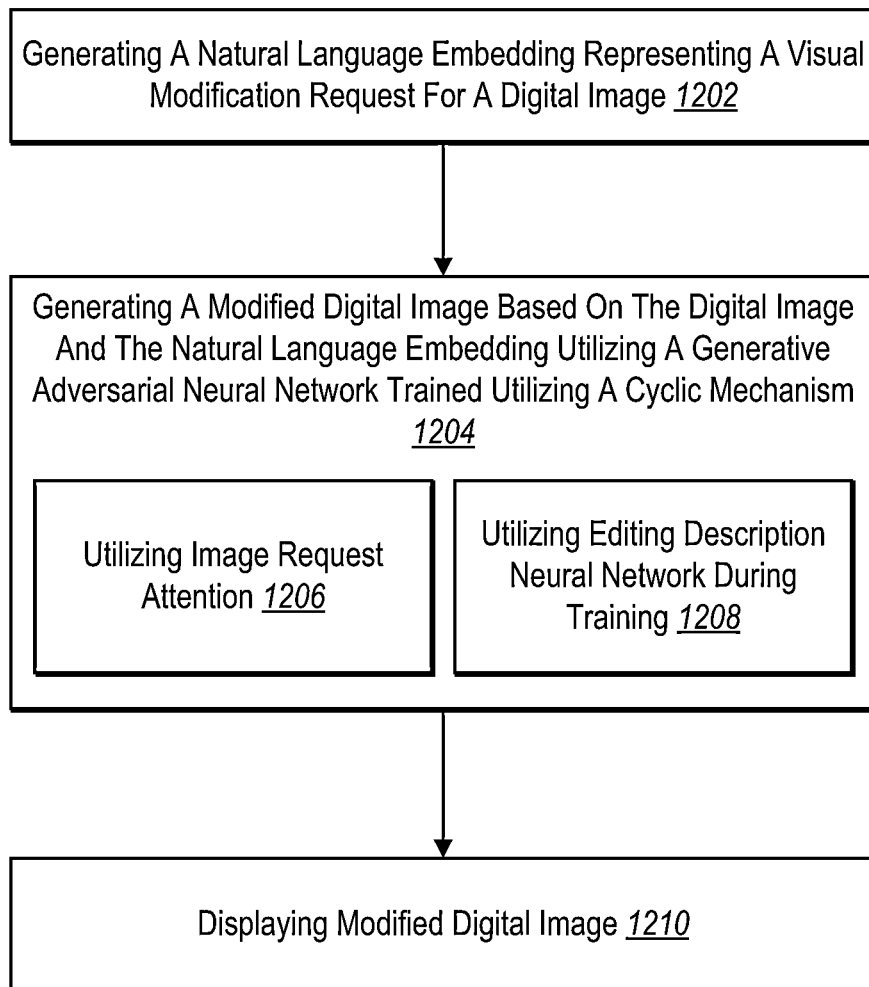 Generating A Natural Language Embedding Representing A Visual
Modification Request For A Digital Image 1202
Generating A Modified Digital Image Based On The Digital Image
And The Natural Language Embedding Utilizing A Generative
Adversarial Neural Network Trained Utilizing A Cyclic Mechanism
1204
Utilizing Image Request
Attention 1206
Utilizing Editing Description
Neural Network During
Training 1208
Displaying Modified Digital Image 1210